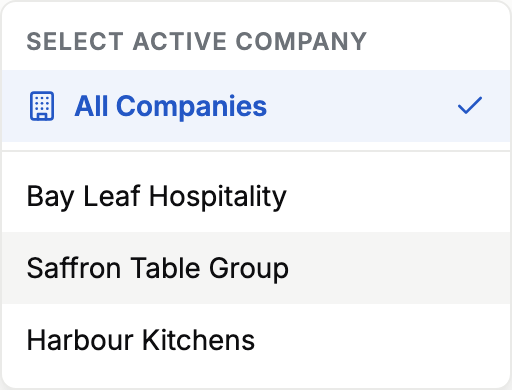 SELECT ACTIVE COMPANY
All Companies
Bay Leaf Hospitality
Saffron Table Group
Harbour Kitchens